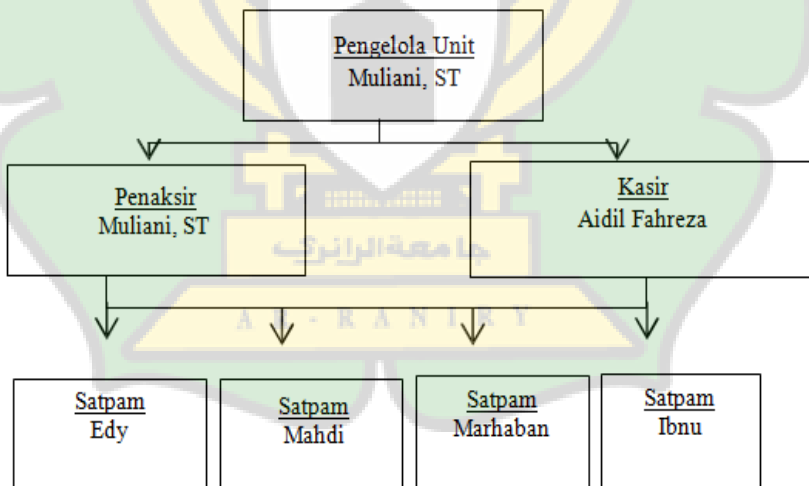 Pengelola Unit
Muliani, ST
Penaksir
Muliani, ST
Kasir
Aidil Fahreza
جامعة الرانري
A R - R A N I R Y
Satpam
Edy
Satpam
Mahdi
Satpam
Marhaban
Satpam
Ibnu